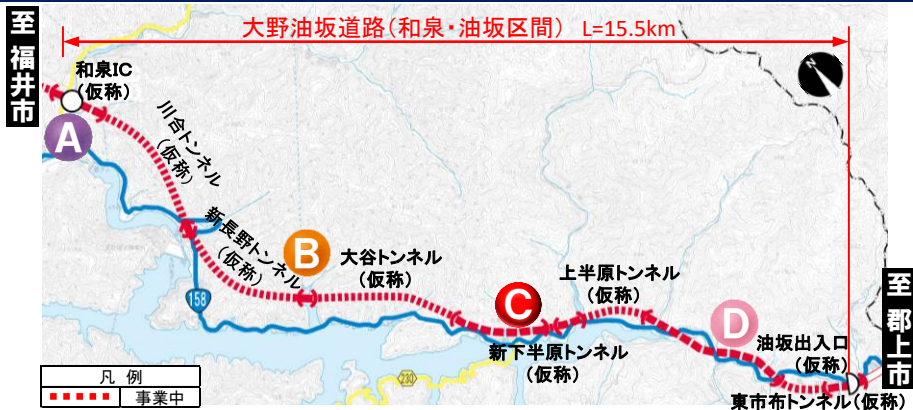 大野油坂道路(和泉・油坂区間) L=15.5km
至 福井市
和泉IC
(仮称)
A
川合トンネル
(仮称)
新長野トンネル
(仮称)
B
大谷トンネル
(仮称)
158
C
上半原トンネル
(仮称)
新下半原トンネル
(仮称)
D
油坂出入口
(仮称)
至 郡上市
東市布トンネル(仮称)
230
凡 例
事業中